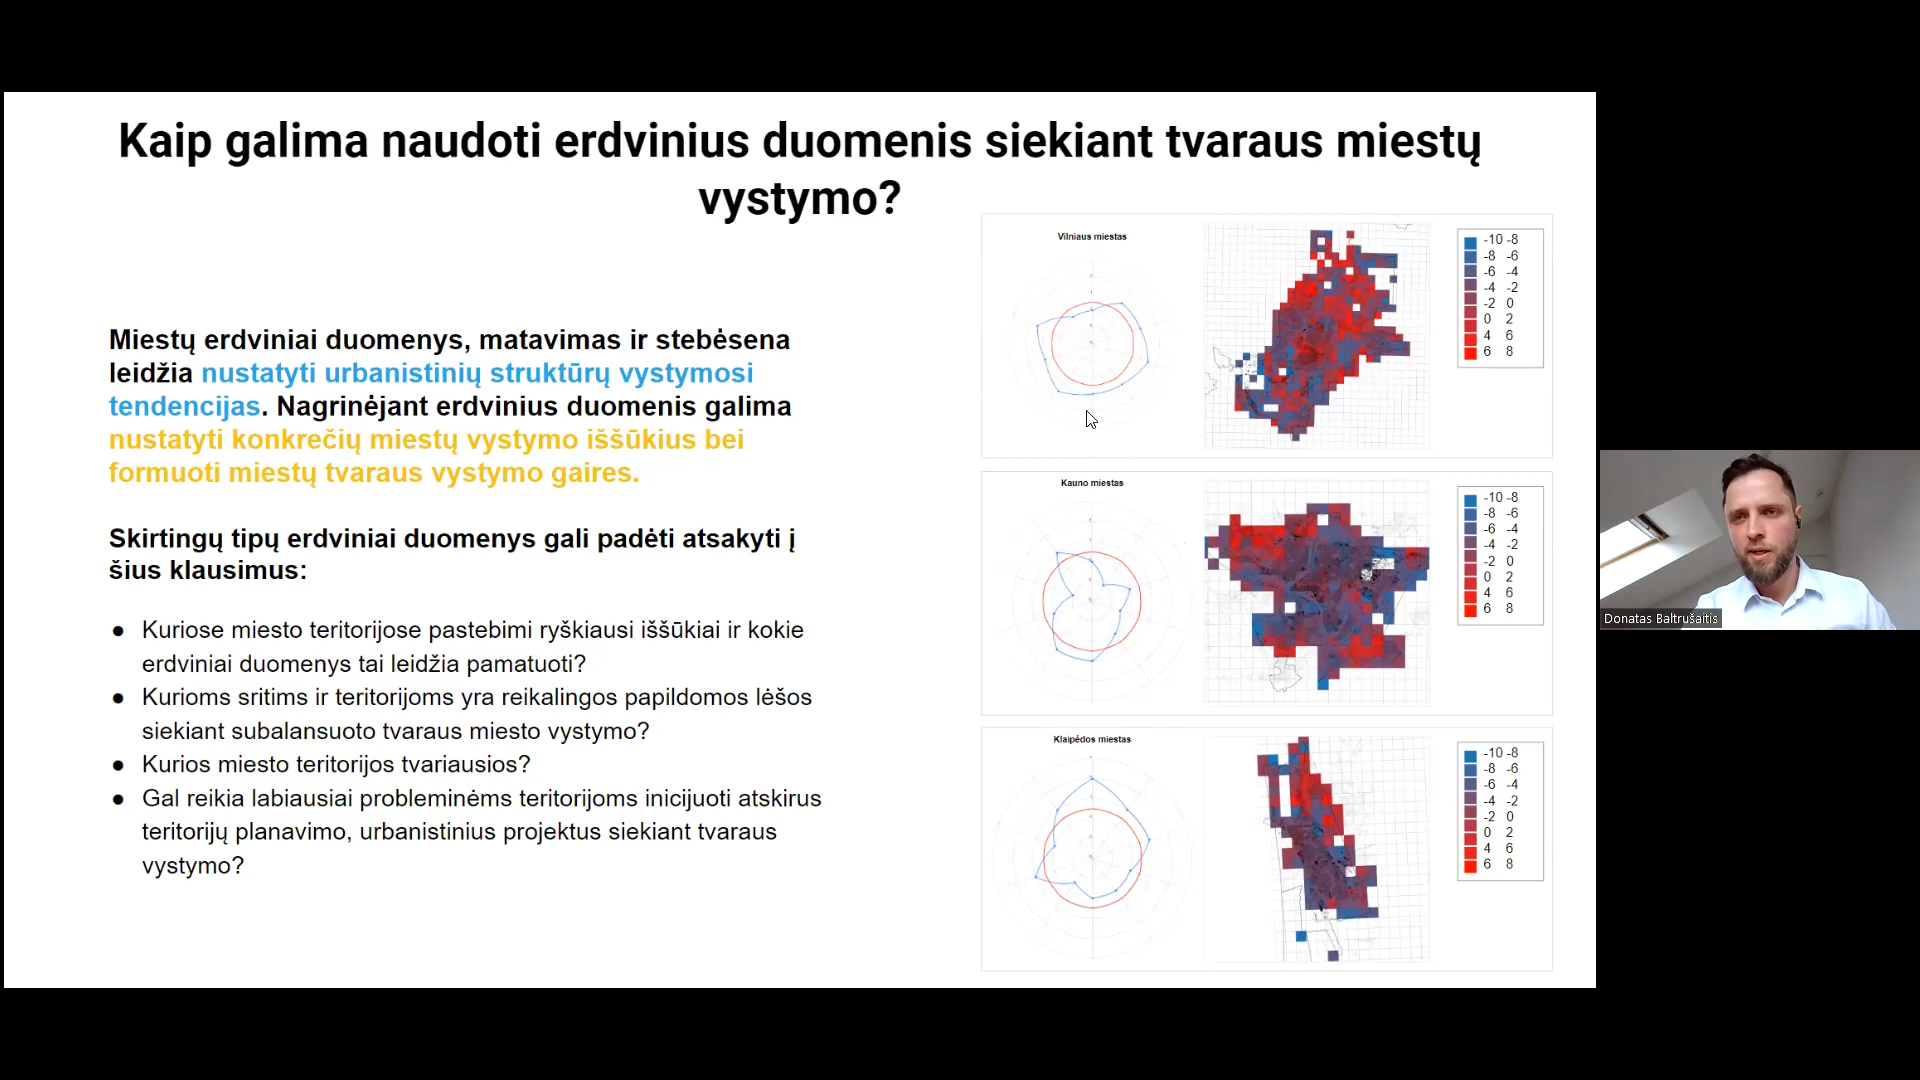 Kaip galima naudoti erdvinius duomenis siekiant tvaraus miestų
vystymo?
Miestų erdviniai duomenys, matavimas ir stebėsena
leidžia nustatyti urbanistinių struktūrų vystymosi
tendencijas. Nagrinėjant erdvinius duomenis galima
nustatyti konkrečių miestų vystymo iššūkius bei
formuoti miestų tvaraus vystymo gaires.
Skirtingų tipų erdviniai duomenys gali padėti atsakyti į
šius klausimus:
● Kuriose miesto teritorijose pastebimi ryškiausi iššūkiai ir kokie
erdviniai duomenys tai leidžia pamatuoti?
● Kurioms sritims ir teritorijoms yra reikalingos papildomos lėšos
siekiant subalansuoto tvaraus miesto vystymo?
● Kurios miesto teritorijos tvariausios?
● Gal reikia labiausiai probleminėms teritorijoms inicijuoti atskirus
teritorijų planavimo, urbanistinius projektus siekiant tvaraus
vystymo?
Vilniaus miestas
-10 -8
-8 -6
-6 -4
-4 -2
-2 0
0 2
4 6
6 8
Kauno miestas
-10 -8
-8 -6
-6 -4
-4 -2
-2 0
0 2
4 6
6 8
Klaipėdos miestas
-10 -8
-8 -6
-6 -4
-4 -2
-2 0
0 2
4 6
6 8
Donatas Baltrušaitis